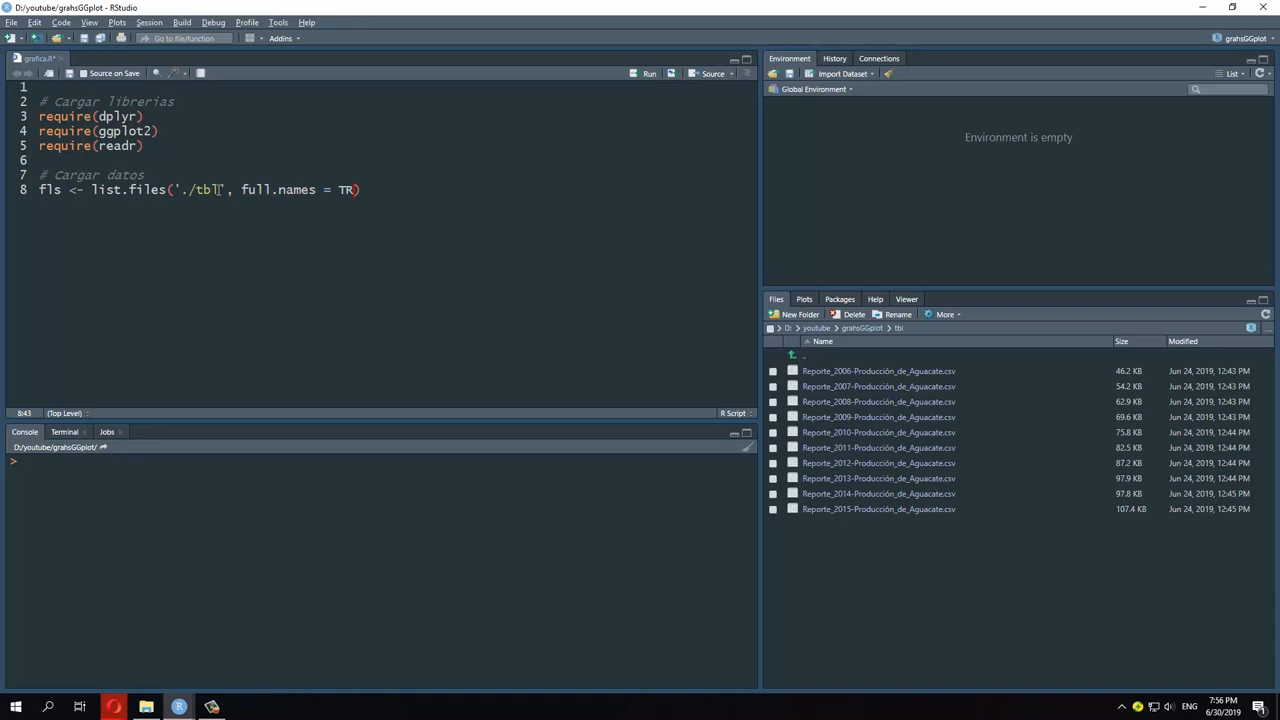 D:/youtube/grahsGGplot - RStudio
File Edit Code View Plots Session Build Debug Profile Tools Help
Go to file/function Addins grahsGGplot
grafica.R*
Source on Save Run Source
1
2 # Cargar librerias
3 require(dplyr)
4 require(ggplot2)
5 require(readr)
6
7 # Cargar datos
8 fls <- list.files('./tbl', full.names = TR)
8:43 (Top Level) R Script
Console Terminal Jobs
D:/youtube/grahsGGplot/
>
Environment History Connections
Import Dataset List
Global Environment
Environment is empty
Files Plots Packages Help Viewer
New Folder Delete Rename More
D: youtube grahsGGplot tbl
Name Size Modified
..
Reporte_2006-Producción_de_Aguacate.csv 46.2 KB Jun 24, 2019, 12:43 PM
Reporte_2007-Producción_de_Aguacate.csv 54.2 KB Jun 24, 2019, 12:43 PM
Reporte_2008-Producción_de_Aguacate.csv 62.9 KB Jun 24, 2019, 12:43 PM
Reporte_2009-Producción_de_Aguacate.csv 69.6 KB Jun 24, 2019, 12:43 PM
Reporte_2010-Producción_de_Aguacate.csv 75.8 KB Jun 24, 2019, 12:44 PM
Reporte_2011-Producción_de_Aguacate.csv 82.5 KB Jun 24, 2019, 12:44 PM
Reporte_2012-Producción_de_Aguacate.csv 87.2 KB Jun 24, 2019, 12:44 PM
Reporte_2013-Producción_de_Aguacate.csv 97.9 KB Jun 24, 2019, 12:44 PM
Reporte_2014-Producción_de_Aguacate.csv 97.8 KB Jun 24, 2019, 12:45 PM
Reporte_2015-Producción_de_Aguacate.csv 107.4 KB Jun 24, 2019, 12:45 PM
ENG
7:56 PM
6/30/2019